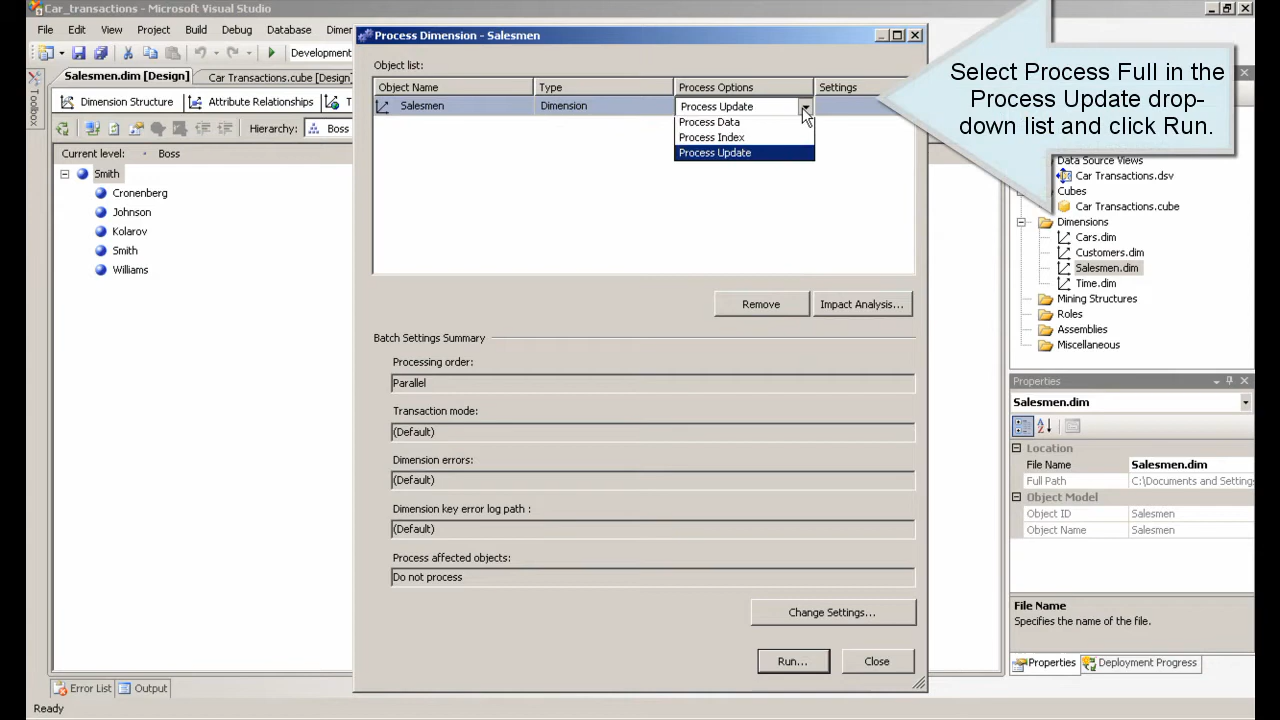 Car_transactions - Microsoft Visual Studio
File Edit View Project Build Debug Database Dimer
Development
Process Dimension - Salesmen
Select Process Full in the
Process Update drop-
down list and click Run.
Toolbox
Salesmen.dim [Design]
Car Transactions.cube [Design]
Dimension Structure
Attribute Relationships
T
Hierarchy:
Boss
Current level:
Boss
Smith
Cronenberg
Johnson
Kolarov
Smith
Williams
Object list:
Object Name Type Process Options Settings
Salesmen Dimension Process Update
Process Data
Process Index
Process Update
Remove
Impact Analysis...
Batch Settings Summary
Processing order:
Parallel
Transaction mode:
(Default)
Dimension errors:
(Default)
Dimension key error log path :
(Default)
Process affected objects:
Do not process
Change Settings...
Run...
Close
Data Source Views
Car Transactions.dsv
Cubes
Car Transactions.cube
Dimensions
Cars.dim
Customers.dim
Salesmen.dim
Time.dim
Mining Structures
Roles
Assemblies
Miscellaneous
Properties
Salesmen.dim
Location
File Name Salesmen.dim
Full Path C:\Documents and Setting
Object Model
Object ID Salesmen
Object Name Salesmen
File Name
Specifies the name of the file.
Properties
Deployment Progress
Error List
Output
Ready